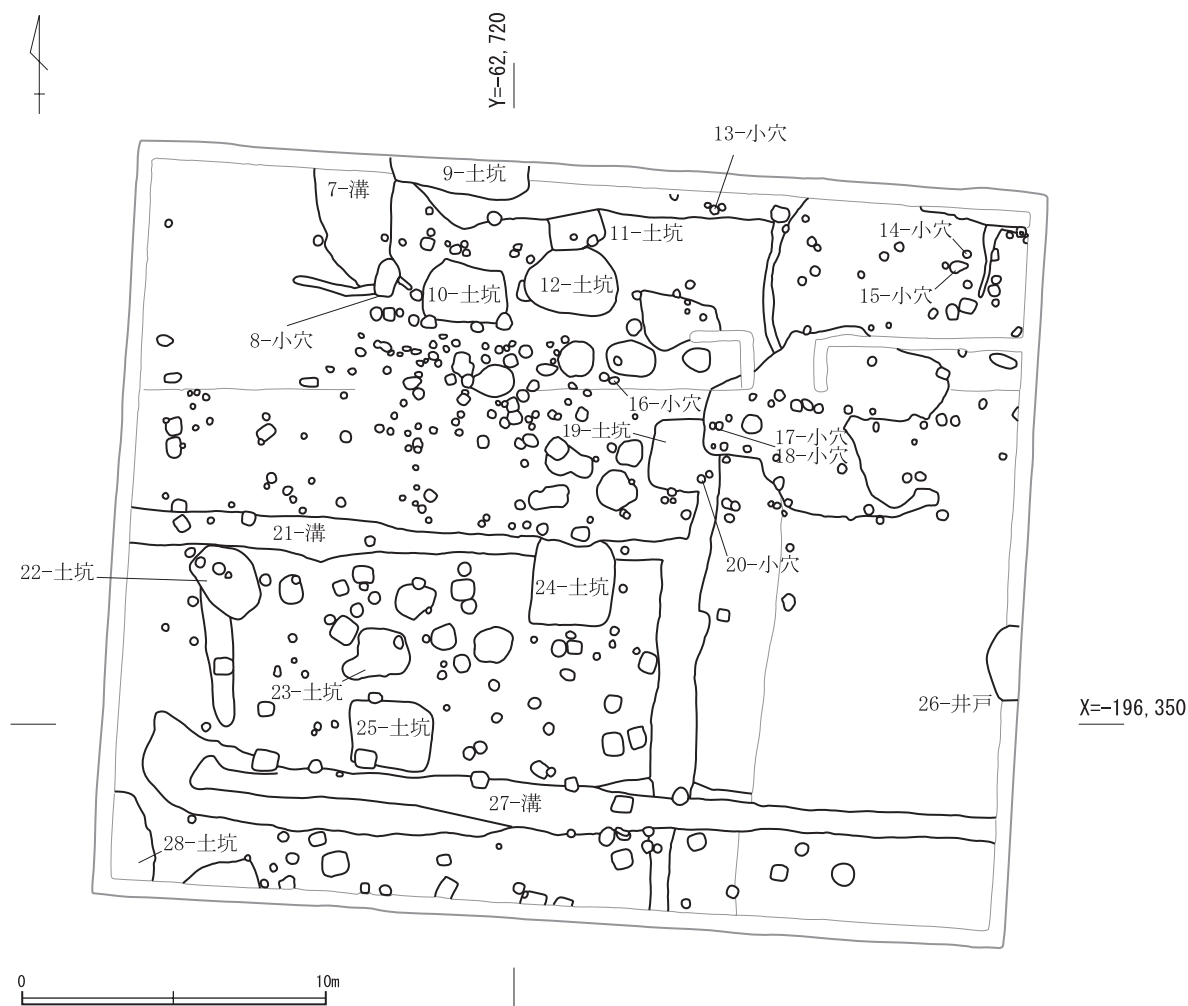 Y=-62,720
13-小穴
9-土坑
7-溝
11-土坑
14-小穴
12-土坑
10-土坑
15-小穴
8-小穴
16-小穴
19-土坑
17-小穴
18-小穴
21-溝
20-小穴
22-土坑
24-土坑
23-土坑
26-井戸
X=-196,350
25-土坑
27-溝
28-土坑
0
10m